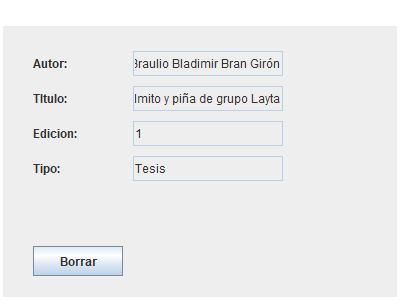 Autor: Braulio Bladimir Bran Girón
Titulo: lmito y piña de grupo Layta
Edicion: 1
Tipo: Tesis
Borrar